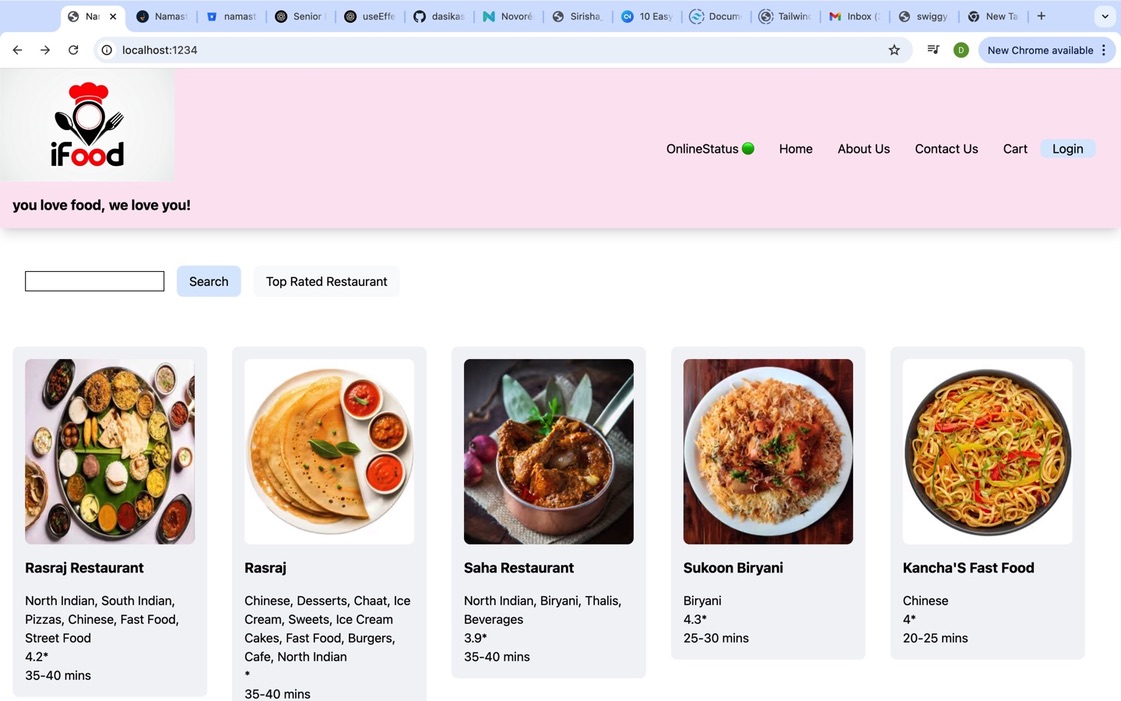 Nar
Namast
namast
Senior
useEffe
dasikas
Novoré
Sirisha_
10 Easy
Docum
Tailwind
Inbox (
swiggy
New Ta
localhost:1234
D
New Chrome available
iFood
you love food, we love you!
OnlineStatus Home About Us Contact Us Cart Login
Search Top Rated Restaurant
Rasraj Restaurant
North Indian, South Indian,
Pizzas, Chinese, Fast Food,
Street Food
4.2*
35-40 mins
Rasraj
Chinese, Desserts, Chaat, Ice
Cream, Sweets, Ice Cream
Cakes, Fast Food, Burgers,
Cafe, North Indian
*
35-40 mins
Saha Restaurant
North Indian, Biryani, Thalis,
Beverages
3.9*
35-40 mins
Sukoon Biryani
Biryani
4.3*
25-30 mins
Kancha'S Fast Food
Chinese
4*
20-25 mins